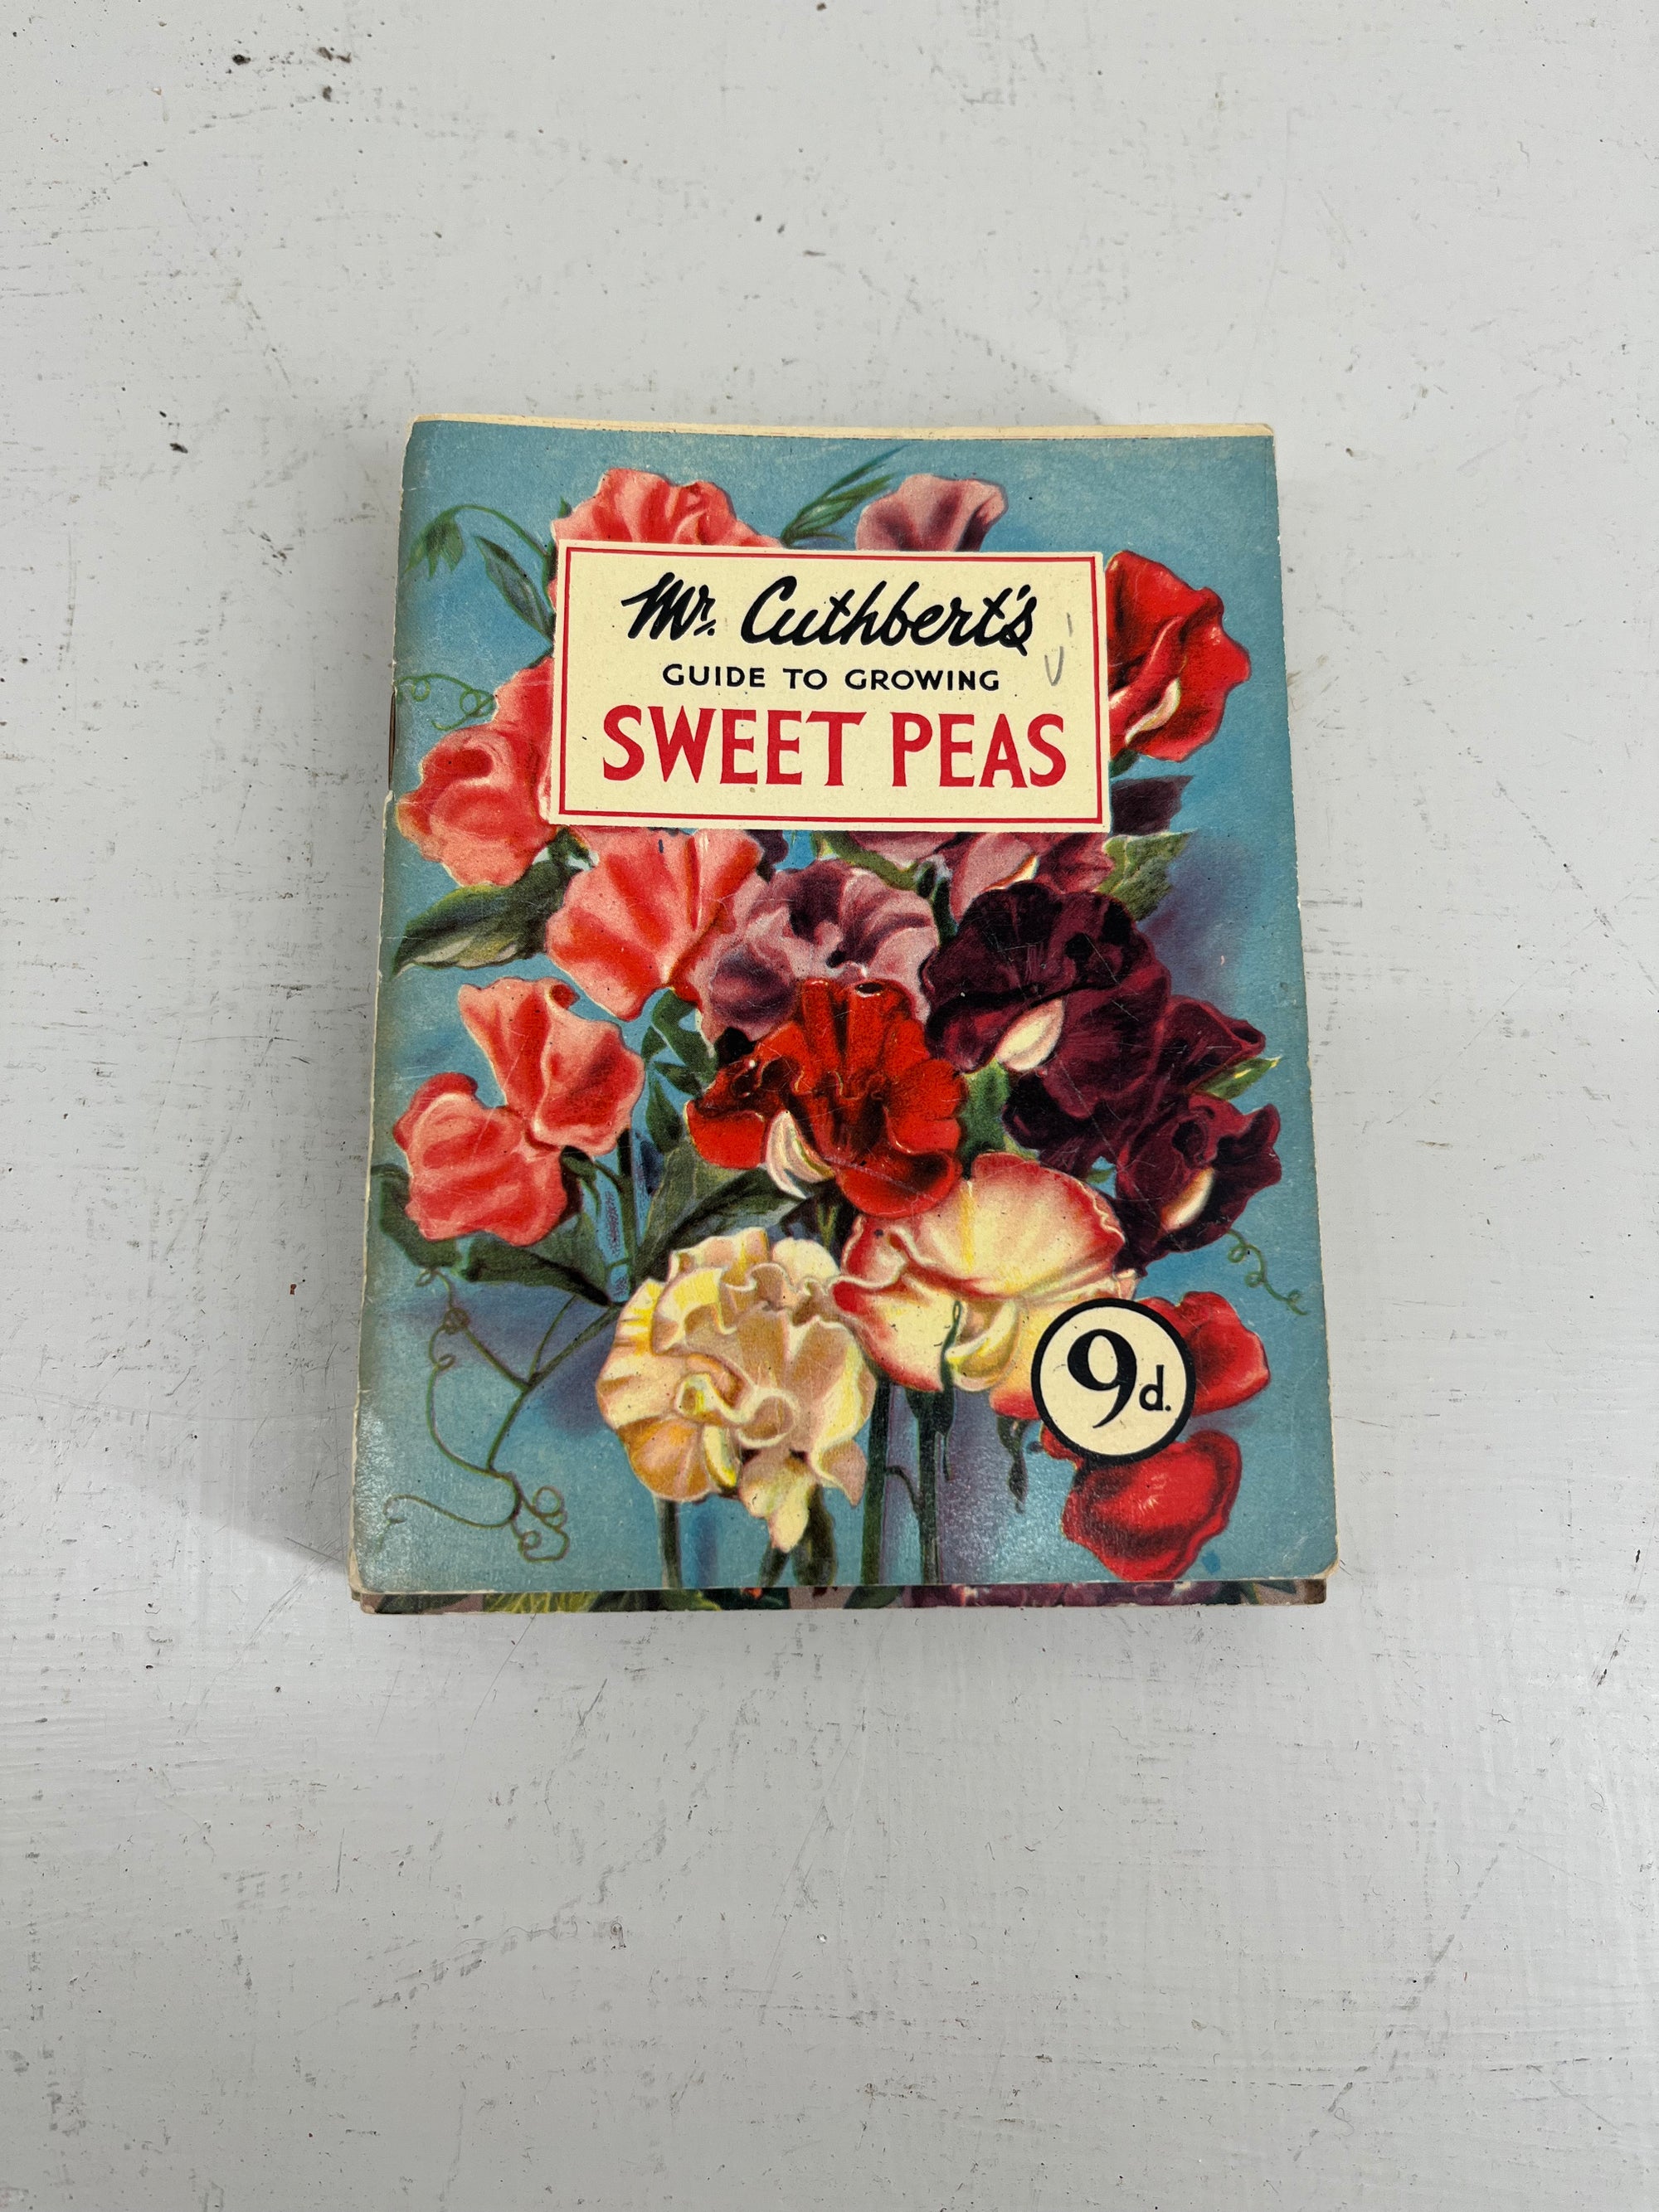 Mr. Cuthbert's
GUIDE TO GROWING
SWEET PEAS
9d.